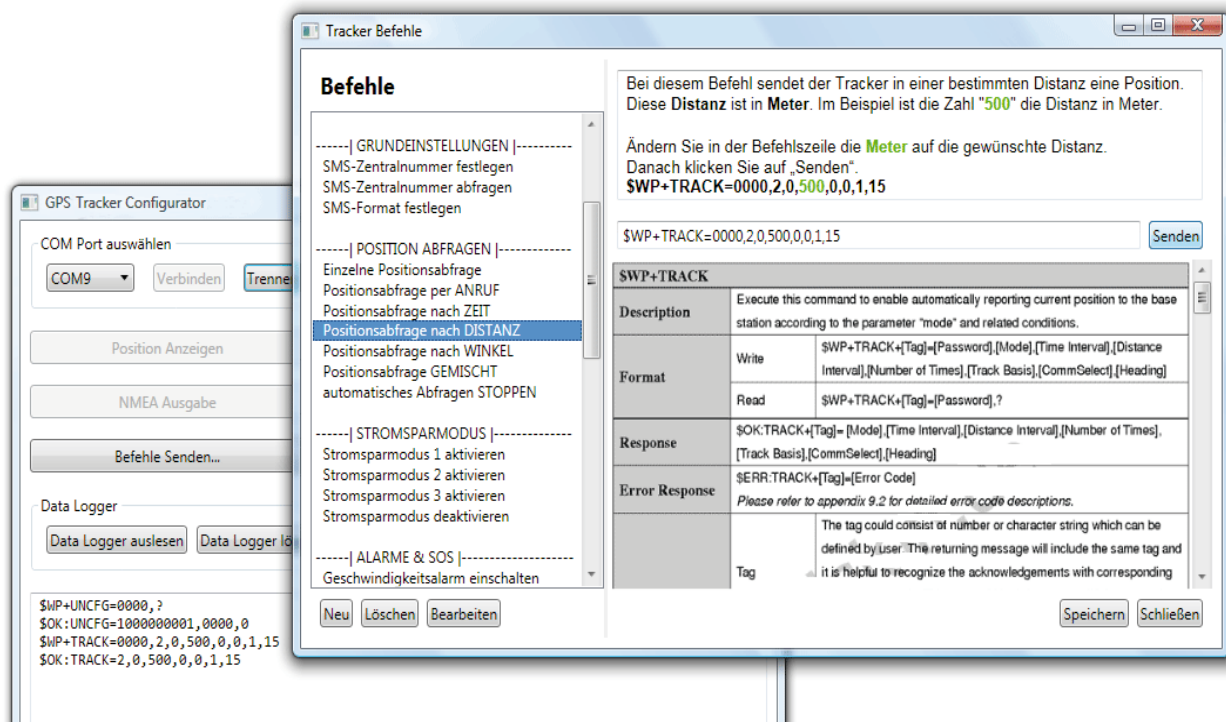 Tracker Befehle
Befehle
------| GRUNDEINSTELLUNGEN |----------
SMS-Zentralnummer festlegen
SMS-Zentralnummer abfragen
SMS-Format festlegen
------| POSITION ABFRAGEN |-------------
Einzelne Positionsabfrage
Positionsabfrage per ANRUF
Positionsabfrage nach ZEIT
Positionsabfrage nach DISTANZ
Positionsabfrage nach WINKEL
Positionsabfrage GEMISCHT
automatisches Abfragen STOPPEN
------| STROMSPARMODUS |--------------
Stromsparmodus 1 aktivieren
Stromsparmodus 2 aktivieren
Stromsparmodus 3 aktivieren
Stromsparmodus deaktivieren
------| ALARME & SOS |--------------------
Geschwindigkeitsalarm einschalten
Neu Löschen Bearbeiten
Bei diesem Befehl sendet der Tracker in einer bestimmten Distanz eine Position.
Diese Distanz ist in Meter. Im Beispiel ist die Zahl "500" die Distanz in Meter.
Ändern Sie in der Befehlszeile die Meter auf die gewünschte Distanz.
Danach klicken Sie auf „Senden“.
$WP+TRACK=0000,2,0,500,0,0,1,15
$WP+TRACK=0000,2,0,500,0,0,1,15 Senden
$WP+TRACK
Description
Execute this command to enable automatically reporting current position to the base
station according to the parameter "mode" and related conditions.
Format
Write
$WP+TRACK+[Tag]=[Password],[Mode],[Time Interval],[Distance
Interval],[Number of Times],[Track Basis],[CommSelect],[Heading]
Read
$WP+TRACK+[Tag]=[Password],?
Response
$OK:TRACK+[Tag]= [Mode],[Time Interval],[Distance Interval],[Number of Times],
[Track Basis],[CommSelect],[Heading]
Error Response
$ERR:TRACK+[Tag]=[Error Code]
Please refer to appendix 9.2 for detailed error code descriptions.
Tag
The tag could consist of number or character string which can be
defined by user. The returning message will include the same tag and
it is helpful to recognize the acknowledgements with corresponding
Speichern Schließen
GPS Tracker Configurator
COM Port auswählen
COM9 Verbinden Trenne
Position Anzeigen
NMEA Ausgabe
Befehle Senden...
Data Logger
Data Logger auslesen Data Logger lö
$WP+UNCFG=0000,?
$OK:UNCFG=1000000001,0000,0
$WP+TRACK=0000,2,0,500,0,0,1,15
$OK:TRACK=2,0,500,0,0,1,15